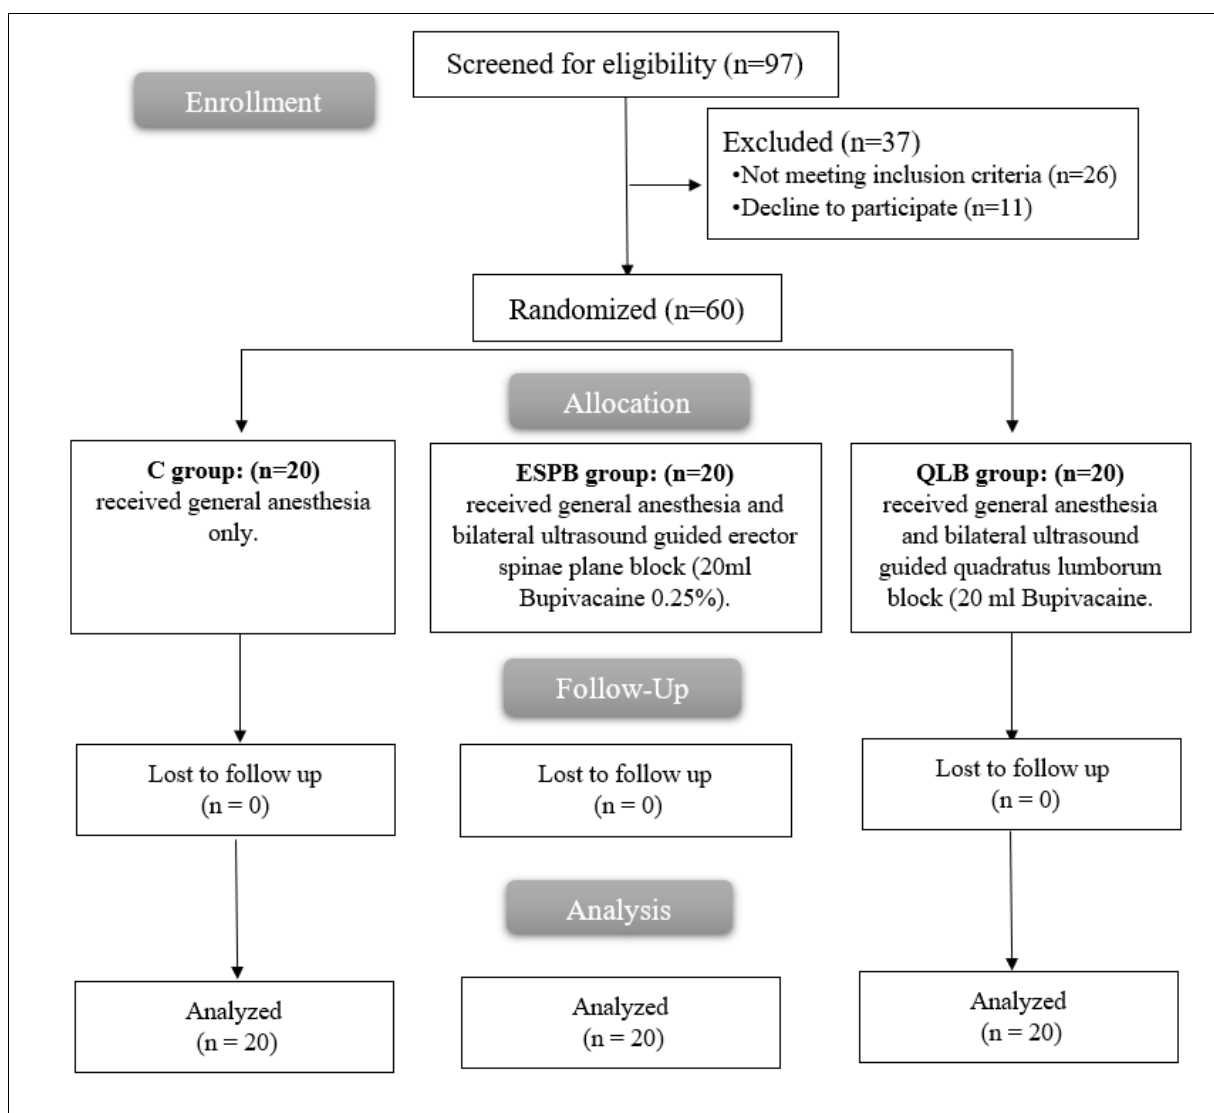 Screened for eligibility (n=97)
Enrollment
Excluded (n=37)
•Not meeting inclusion criteria (n=26)
•Decline to participate (n=11)
Randomized (n=60)
Allocation
C group: (n=20)
received general anesthesia
only.
ESPB group: (n=20)
received general anesthesia and
bilateral ultrasound guided erector
spinae plane block (20ml
Bupivacaine 0.25%).
QLB group: (n=20)
received general anesthesia
and bilateral ultrasound
guided quadratus lumborum
block (20 ml Bupivacaine.
Follow-Up
Lost to follow up
(n = 0)
Lost to follow up
(n = 0)
Lost to follow up
(n = 0)
Analysis
Analyzed
(n = 20)
Analyzed
(n = 20)
Analyzed
(n = 20)